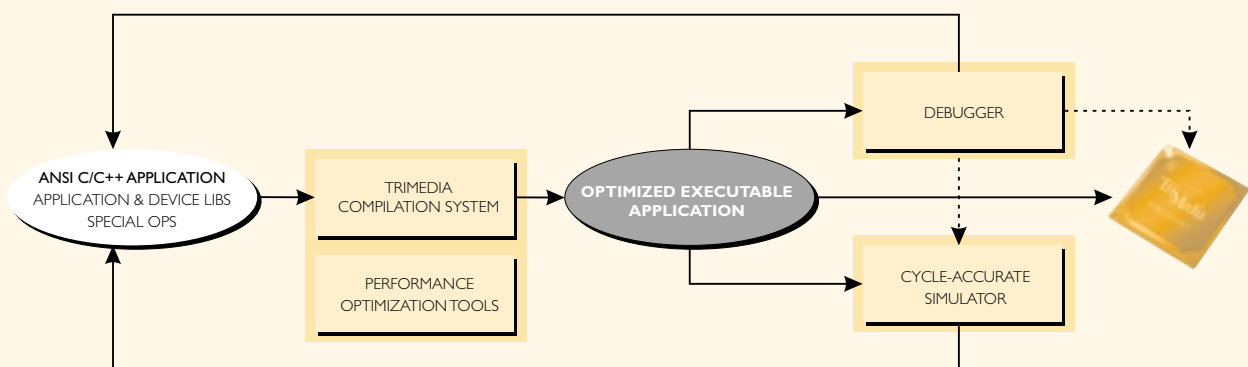 ANSI C/C++ APPLICATION
APPLICATION & DEVICE LIBS
SPECIAL OPS
TRIMEDIA
COMPILATION SYSTEM
PERFORMANCE
OPTIMIZATION TOOLS
OPTIMIZED EXECUTABLE
APPLICATION
DEBUGGER
CYCLE-ACCURATE
SIMULATOR
TriMedia